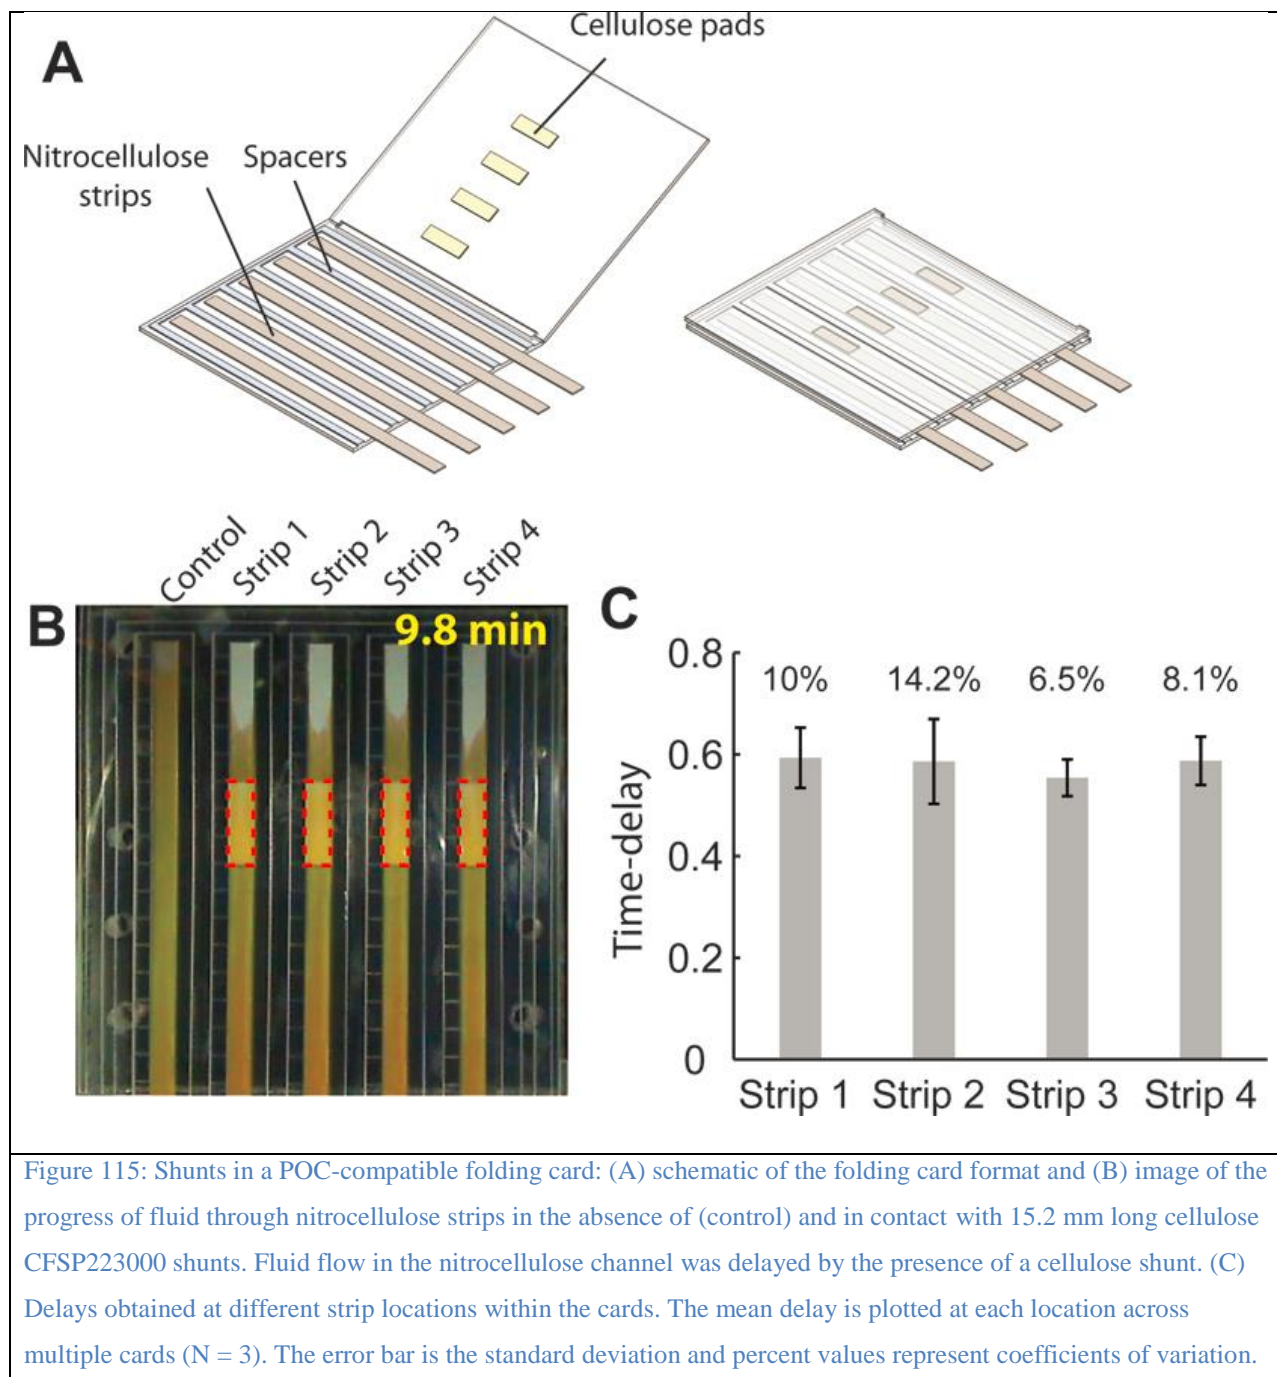 A
Cellulose pads
Nitrocellulose
strips
Spacers
Control
Strip 1
Strip 2
Strip 3
Strip 4
B
9.8 min
C
0.8
0.6
0.4
0.2
0
Time-delay
10%
14.2%
6.5%
8.1%
Strip 1
Strip 2
Strip 3
Strip 4
Figure 115: Shunts in a POC-compatible folding card: (A) schematic of the folding card format and (B) image of the
progress of fluid through nitrocellulose strips in the absence of (control) and in contact with 15.2 mm long cellulose
CFSP223000 shunts. Fluid flow in the nitrocellulose channel was delayed by the presence of a cellulose shunt. (C)
Delays obtained at different strip locations within the cards. The mean delay is plotted at each location across
multiple cards (N = 3). The error bar is the standard deviation and percent values represent coefficients of variation.